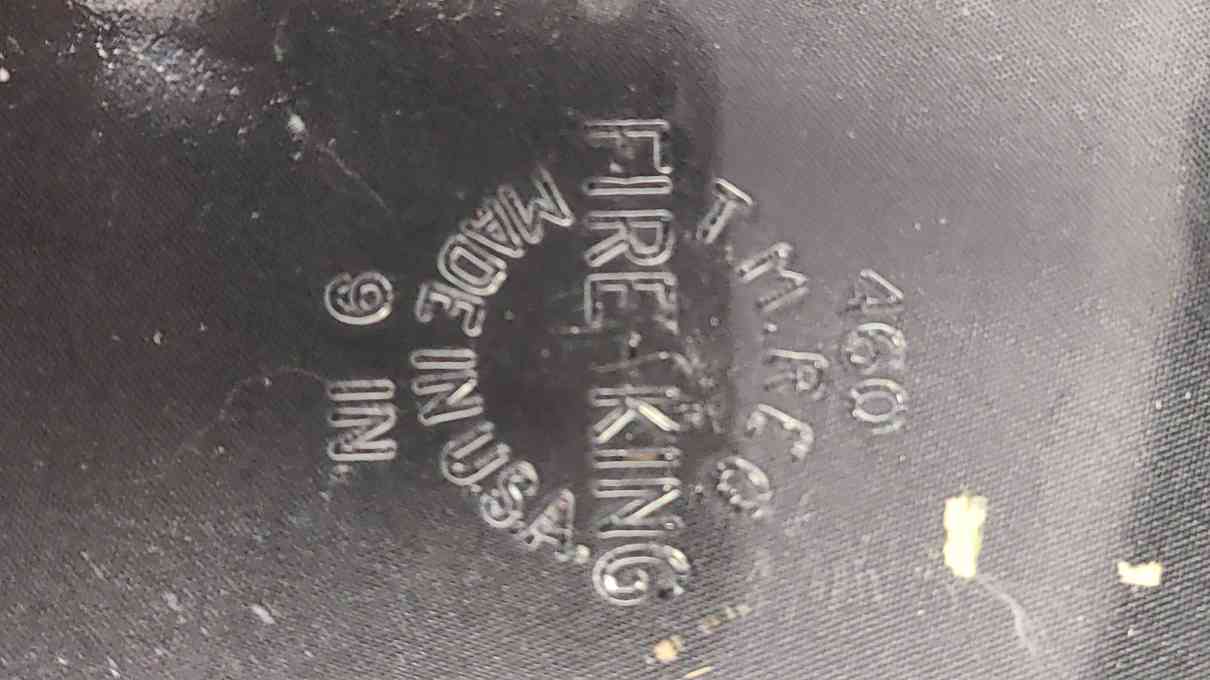 460
T.M. REG.
FIRE-KING
MADE IN U.S.A.
9 IN.